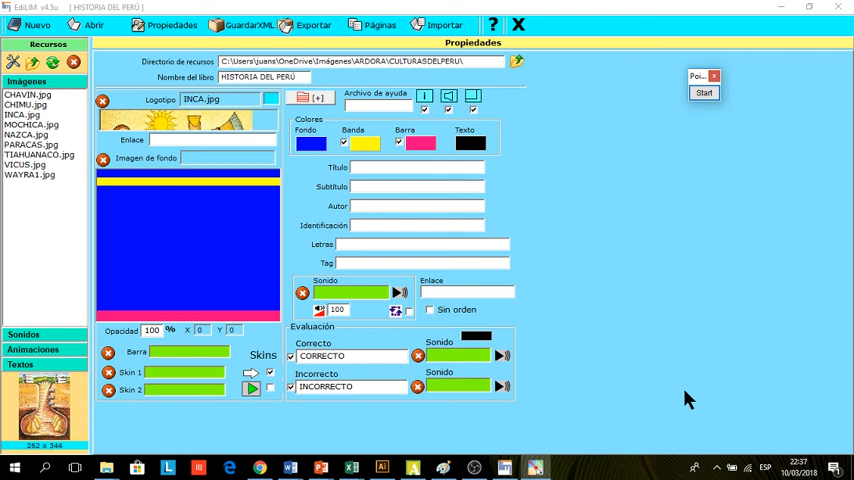 EdiLIM v4.5u - [ HISTORIA DEL PERÚ ]
Nuevo
Abrir
Propiedades
GuardarXML
Exportar
Páginas
Importar
?
X
Recursos
Propiedades
Directorio de recursos
C:\Users\juans\OneDrive\Imágenes\ARDORA\CULTURASDELPERU\
Nombre del libro
HISTORIA DEL PERÚ
Imágenes
CHAVIN.jpg
CHIMU.jpg
INCA.jpg
MOCHICA.jpg
NAZCA.jpg
PARACAS.jpg
TIAHUANACO.jpg
VICUS.jpg
WAYRA1.jpg
Sonidos
Animaciones
Textos
262 x 344
Logotipo
INCA.jpg
Enlace
Imagen de fondo
Opacidad
100
%
X
0
Y
0
Barra
Skins
Skin 1
Skin 2
[+]
Archivo de ayuda
i
Colores
Fondo
Banda
Barra
Texto
Título
Subtítulo
Autor
Identificación
Letras
Tag
Sonido
Enlace
100
Sin orden
Evaluación
Correcto
Sonido
CORRECTO
Incorrecto
Sonido
INCORRECTO
Poi...
Start
ESP
22:37
10/03/2018